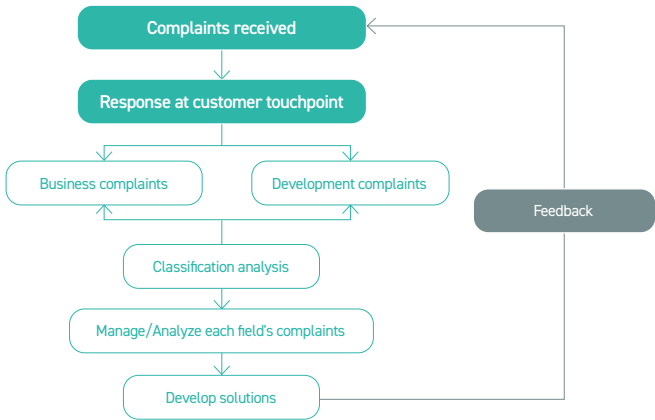 Complaints received
Response at customer touchpoint
Business complaints
Development complaints
Feedback
Classification analysis
Manage/Analyze each field's complaints
Develop solutions